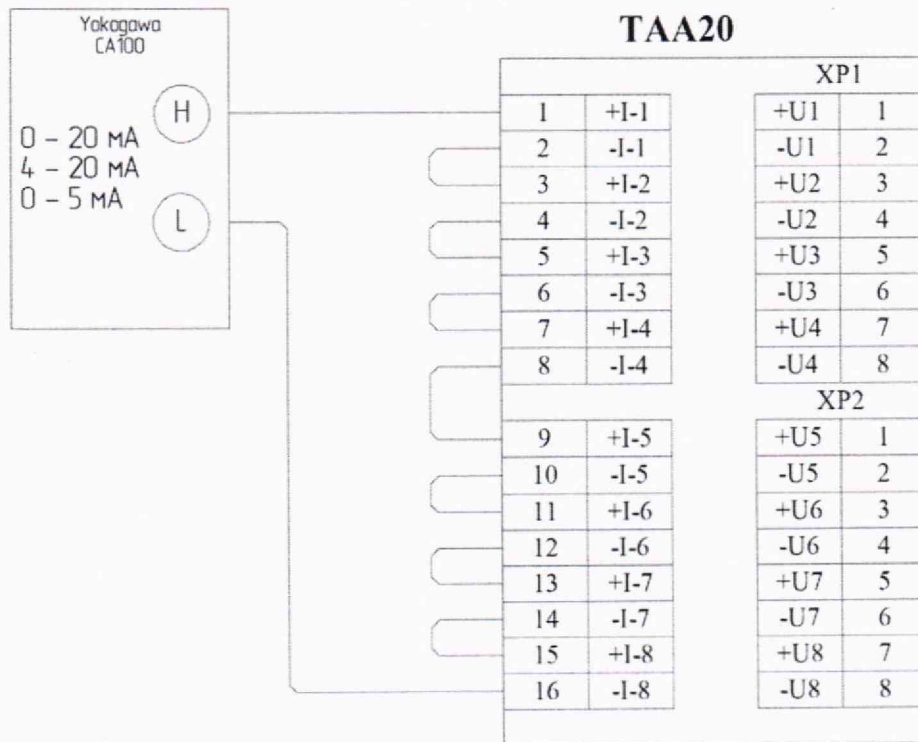 Yokogawa
CA100
H
0 – 20 мА
4 – 20 мА
0 – 5 мА
L
TAA20
XP1
1 +I-1 +U1 1
2 -I-1 -U1 2
3 +I-2 +U2 3
4 -I-2 -U2 4
5 +I-3 +U3 5
6 -I-3 -U3 6
7 +I-4 +U4 7
8 -I-4 -U4 8
XP2
9 +I-5 +U5 1
10 -I-5 -U5 2
11 +I-6 +U6 3
12 -I-6 -U6 4
13 +I-7 +U7 5
14 -I-7 -U7 6
15 +I-8 +U8 7
16 -I-8 -U8 8